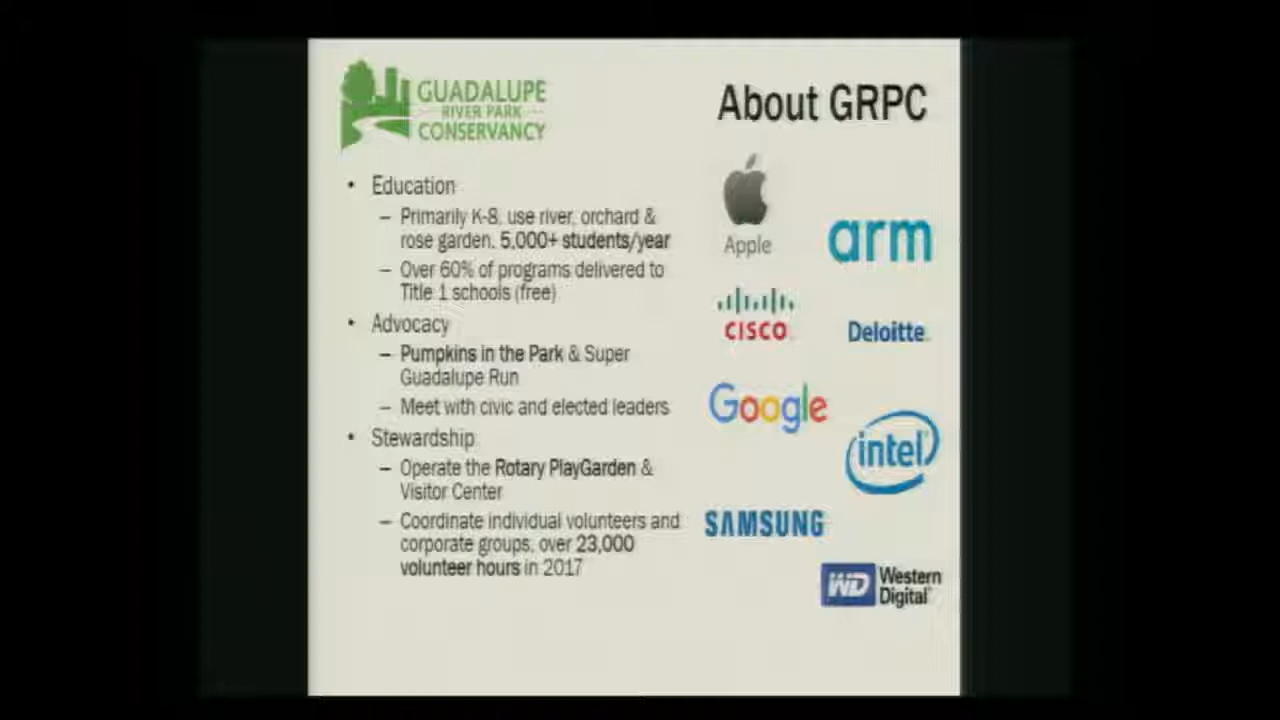 GUADALUPE
RIVER PARK
CONSERVANCY
About GRPC
• Education
– Primarily K-8, use river, orchard &
rose garden, 5,000+ students/year
– Over 60% of programs delivered to
Title 1 schools (free)
• Advocacy
– Pumpkins in the Park & Super
Guadalupe Run
– Meet with civic and elected leaders
• Stewardship
– Operate the Rotary PlayGarden &
Visitor Center
– Coordinate individual volunteers and
corporate groups, over 23,000
volunteer hours in 2017
Apple
arm
CISCO
Deloitte.
Google
intel
SAMSUNG
WD Western
Digital